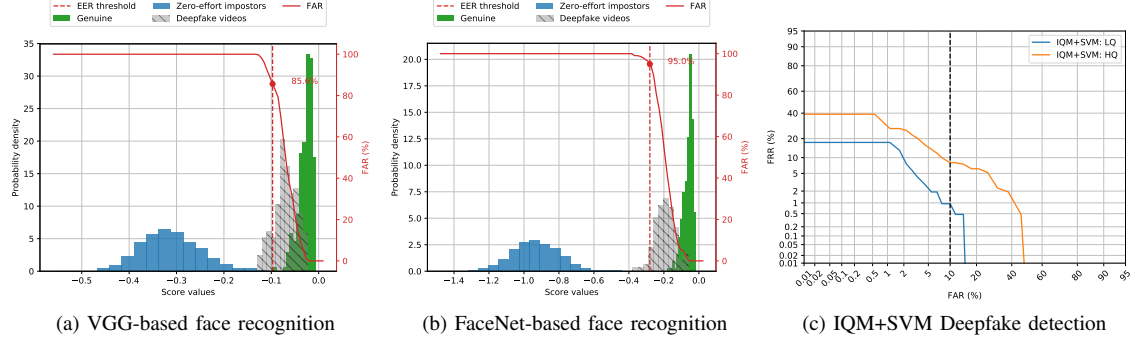 EER threshold
Genuine
Zero-effort impostors
Deepfake videos
FAR
35
30
25
20
15
10
5
0
Probability density
−0.5 −0.4 −0.3 −0.2 −0.1 0.0
Score values
100
80
60
40
20
0
FAR (%)
(a) VGG-based face recognition
EER threshold
Genuine
Zero-effort impostors
Deepfake videos
FAR
20.0
17.5
15.0
12.5
10.0
7.5
5.0
2.5
0.0
Probability density
−1.4 −1.2 −1.0 −0.8 −0.6 −0.4 −0.2 0.0
Score values
95.0%
100
80
60
40
20
0
FAR (%)
(b) FaceNet-based face recognition
IQM+SVM: LQ
IQM+SVM: HQ
95
90
80
60
40
20
10
5
2
1
0.5
0.2
0.1
0.05
0.02
0.01
FRR (%)
0.01 0.02 0.05 0.1 0.2 0.5 1 2 5 10 20 40 60 80 90 95
FAR (%)
(c) IQM+SVM Deepfake detection